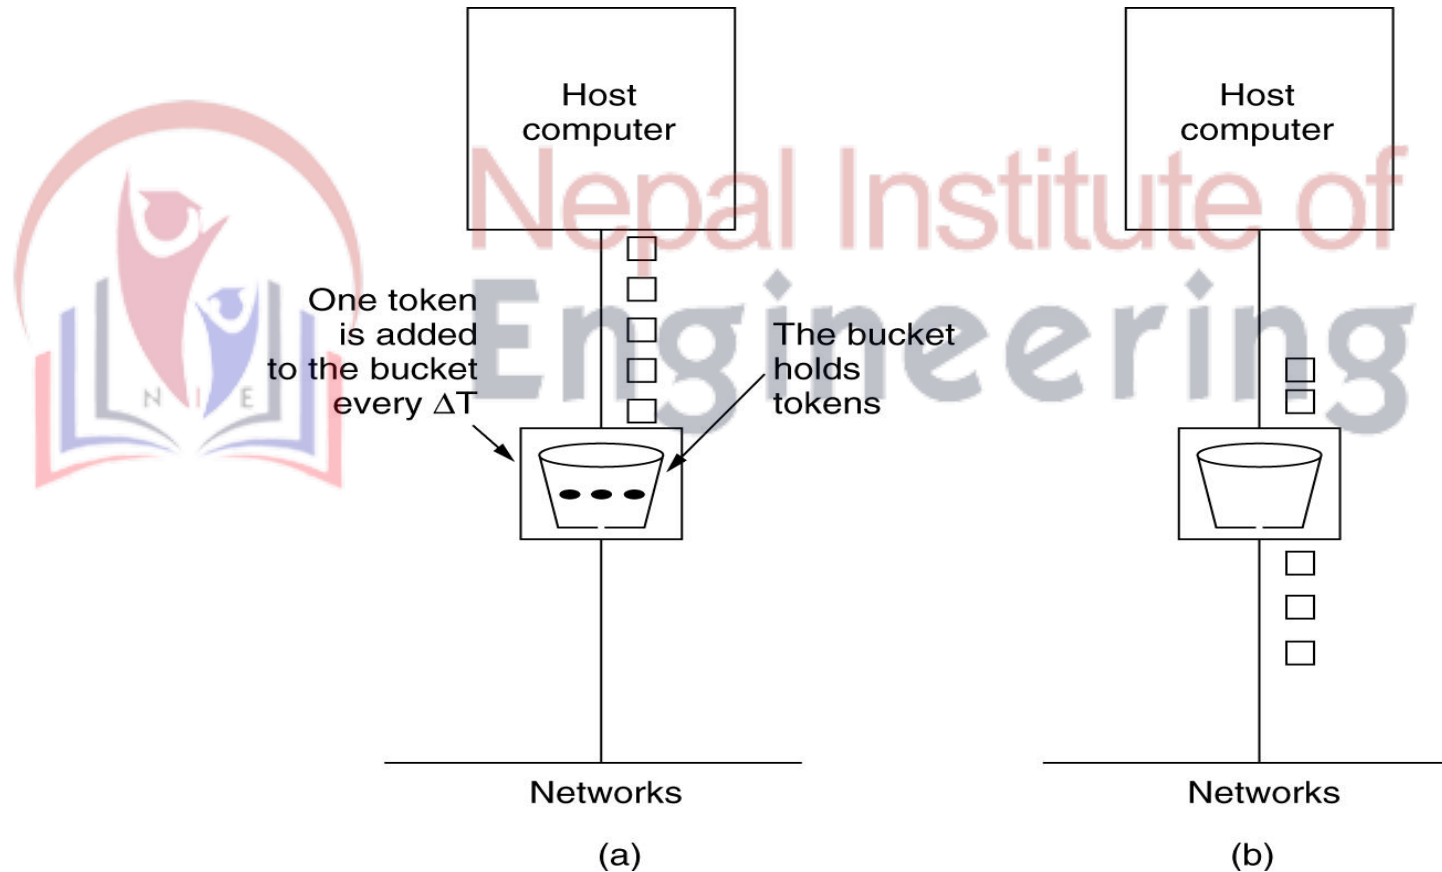 Host
computer
Host
computer
Nepal Institute of
Engineering
N I E
One token
is added
to the bucket
every ΔT
The bucket
holds
tokens
Networks
Networks
(a)
(b)